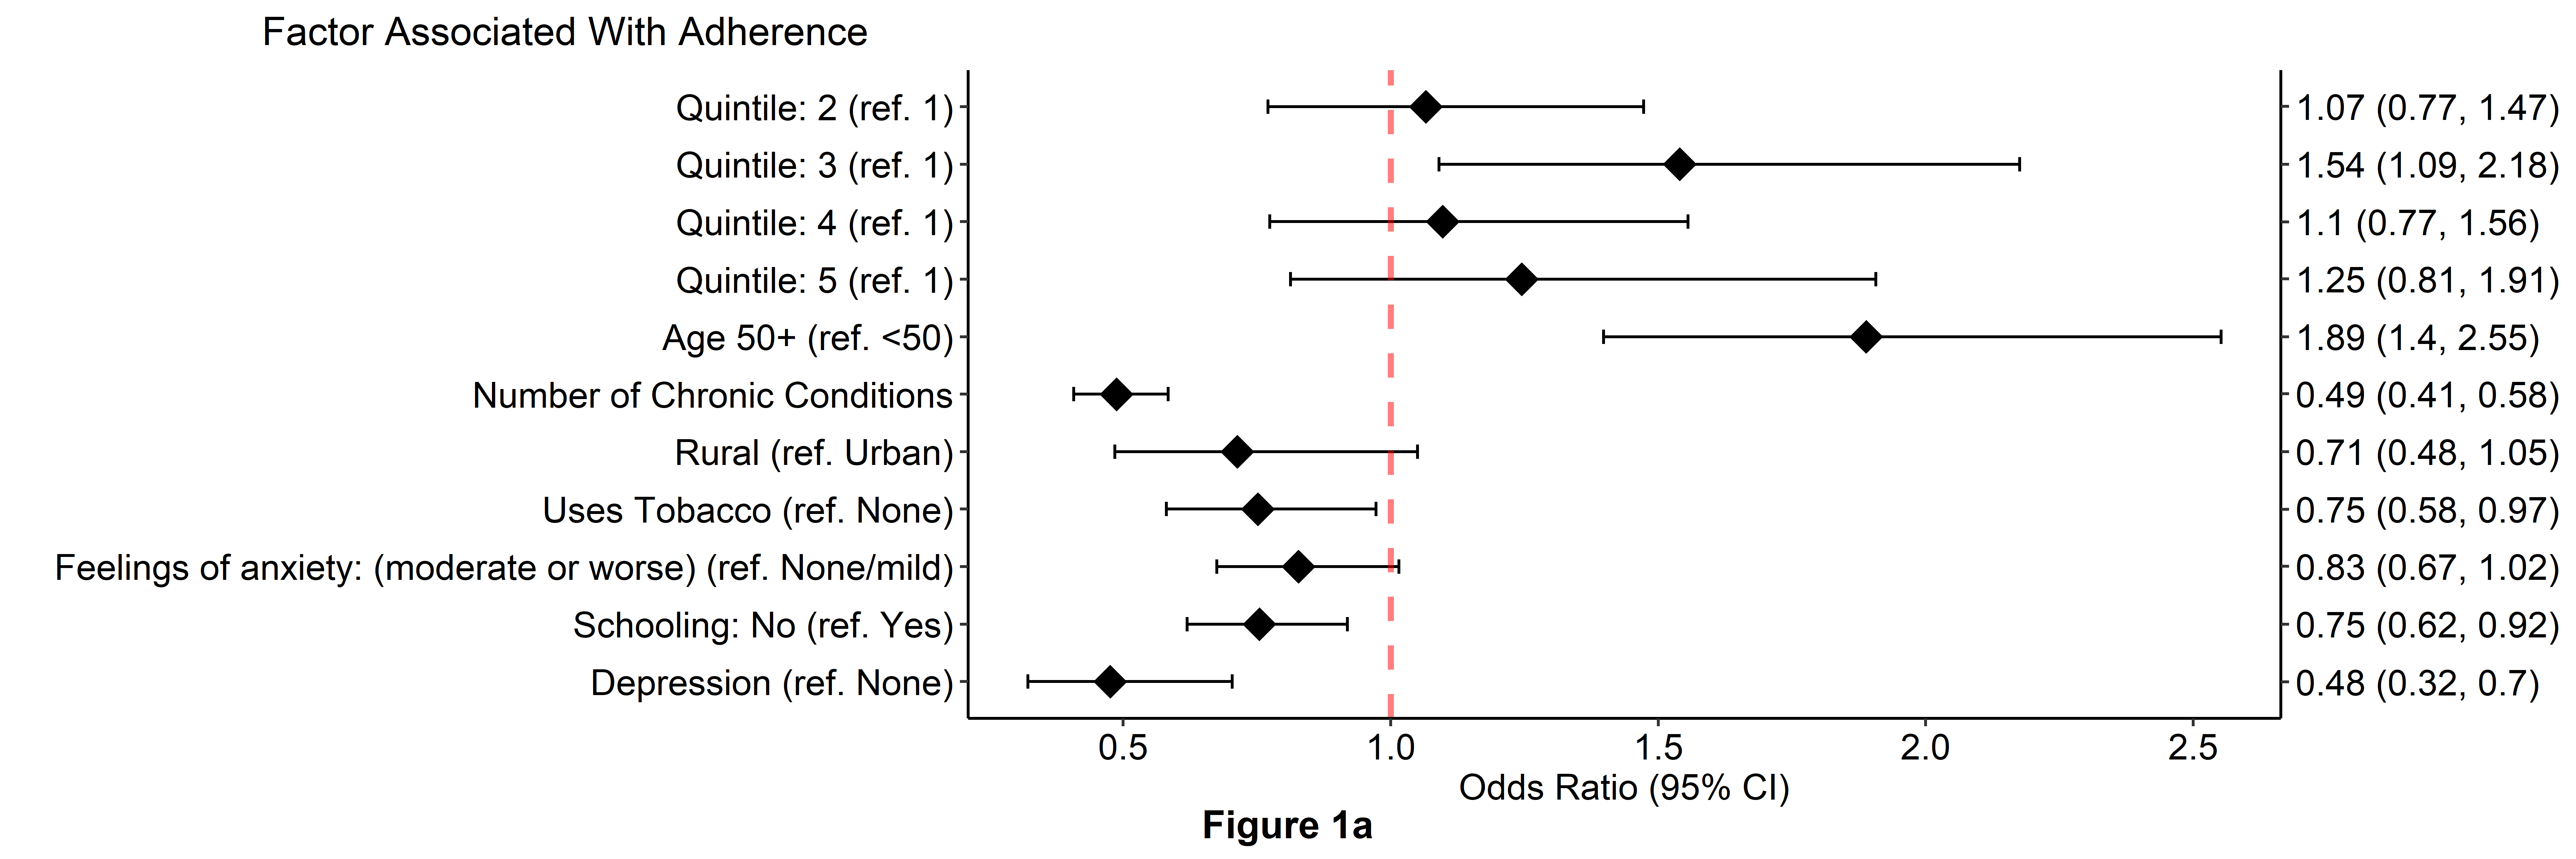 Factor Associated With Adherence
Quintile: 2 (ref. 1) 1.07 (0.77, 1.47)
Quintile: 3 (ref. 1) 1.54 (1.09, 2.18)
Quintile: 4 (ref. 1) 1.1 (0.77, 1.56)
Quintile: 5 (ref. 1) 1.25 (0.81, 1.91)
Age 50+ (ref. <50) 1.89 (1.4, 2.55)
Number of Chronic Conditions 0.49 (0.41, 0.58)
Rural (ref. Urban) 0.71 (0.48, 1.05)
Uses Tobacco (ref. None) 0.75 (0.58, 0.97)
Feelings of anxiety: (moderate or worse) (ref. None/mild) 0.83 (0.67, 1.02)
Schooling: No (ref. Yes) 0.75 (0.62, 0.92)
Depression (ref. None) 0.48 (0.32, 0.7)
0.5 1.0 1.5 2.0 2.5
Odds Ratio (95% CI)
Figure 1a